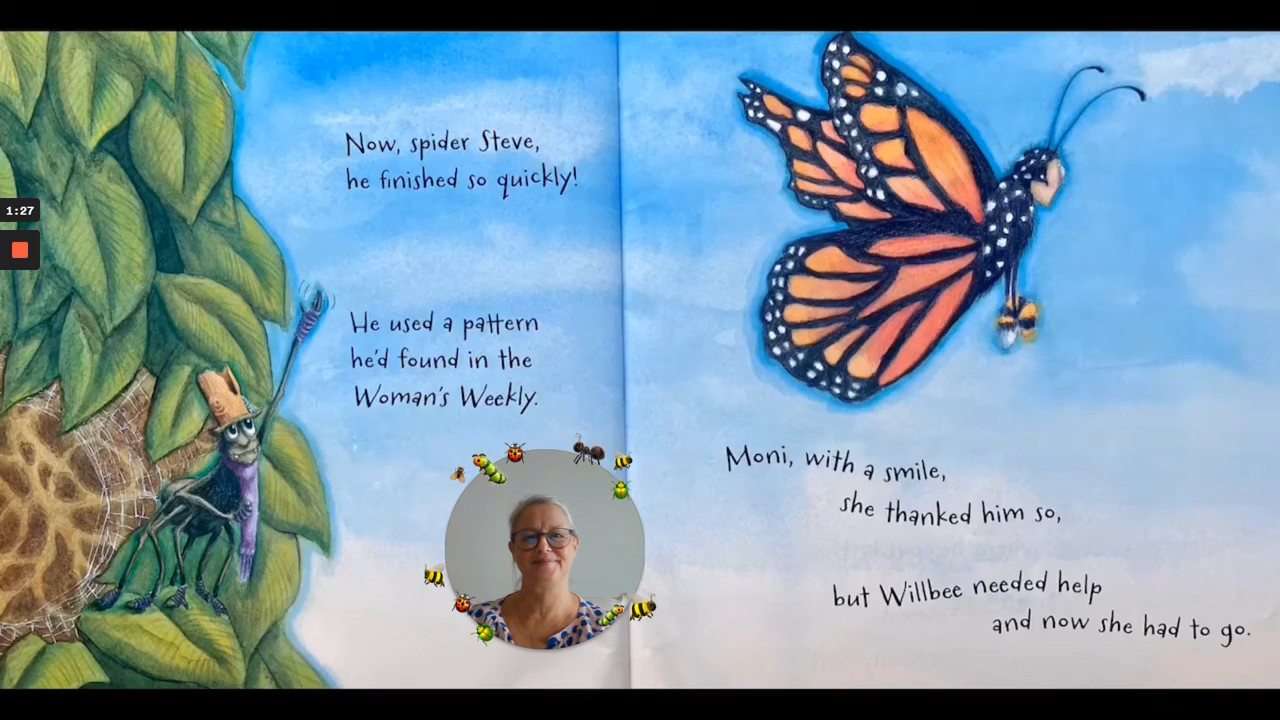 1:27
Now, spider Steve,
he finished so quickly!
He used a pattern
he'd found in the
Woman's Weekly.
Moni, with a smile,
she thanked him so,
but Willbee needed help
and now she had to go.